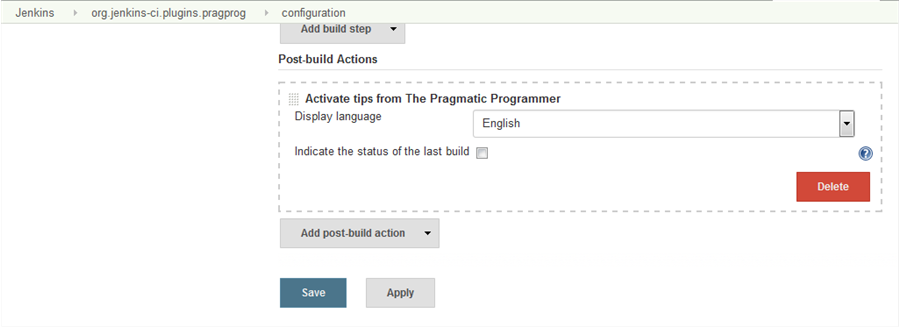 Jenkins org.jenkins-ci.plugins.pragprog configuration
Add build step
Post-build Actions
Activate tips from The Pragmatic Programmer
Display language English
Indicate the status of the last build
Delete
Add post-build action
Save Apply